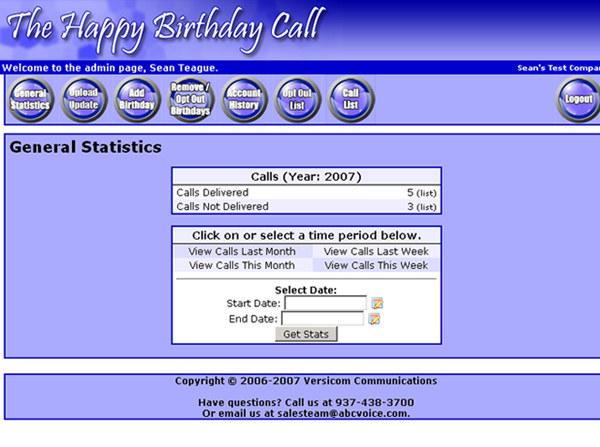 The Happy Birthday Call
Welcome to the admin page, Sean Teague.
Sean's Test Compa
General Statistics
Upload Update
Add Birthday
Remove / Opt Out Birthdays
Account History
Opt Out List
Call List
Logout
General Statistics
Calls (Year: 2007)
Calls Delivered 5 (list)
Calls Not Delivered 3 (list)
Click on or select a time period below.
View Calls Last Month View Calls Last Week
View Calls This Month View Calls This Week
Select Date:
Start Date:
End Date:
Get Stats
Copyright © 2006-2007 Versicom Communications
Have questions? Call us at 937-438-3700
Or email us at salesteam@abcvoice.com.